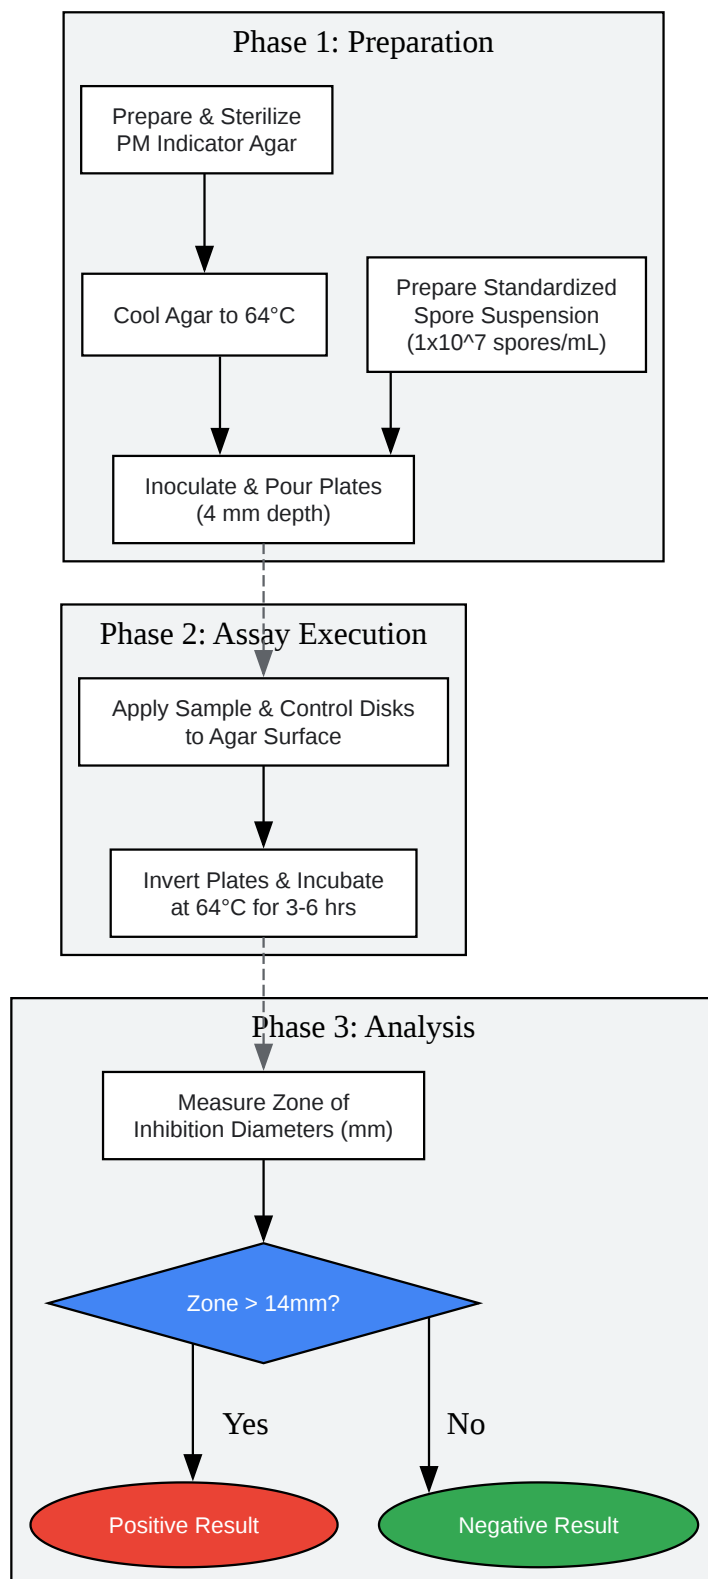 Phase 1: Preparation
Prepare & Sterilize
PM Indicator Agar
Cool Agar to 64°C
Prepare Standardized
Spore Suspension
(1x10^7 spores/mL)
Inoculate & Pour Plates
(4 mm depth)
Phase 2: Assay Execution
Apply Sample & Control Disks
to Agar Surface
Invert Plates & Incubate
at 64°C for 3-6 hrs
Phase 3: Analysis
Measure Zone of
Inhibition Diameters (mm)
Zone > 14mm?
Yes
No
Positive Result
Negative Result